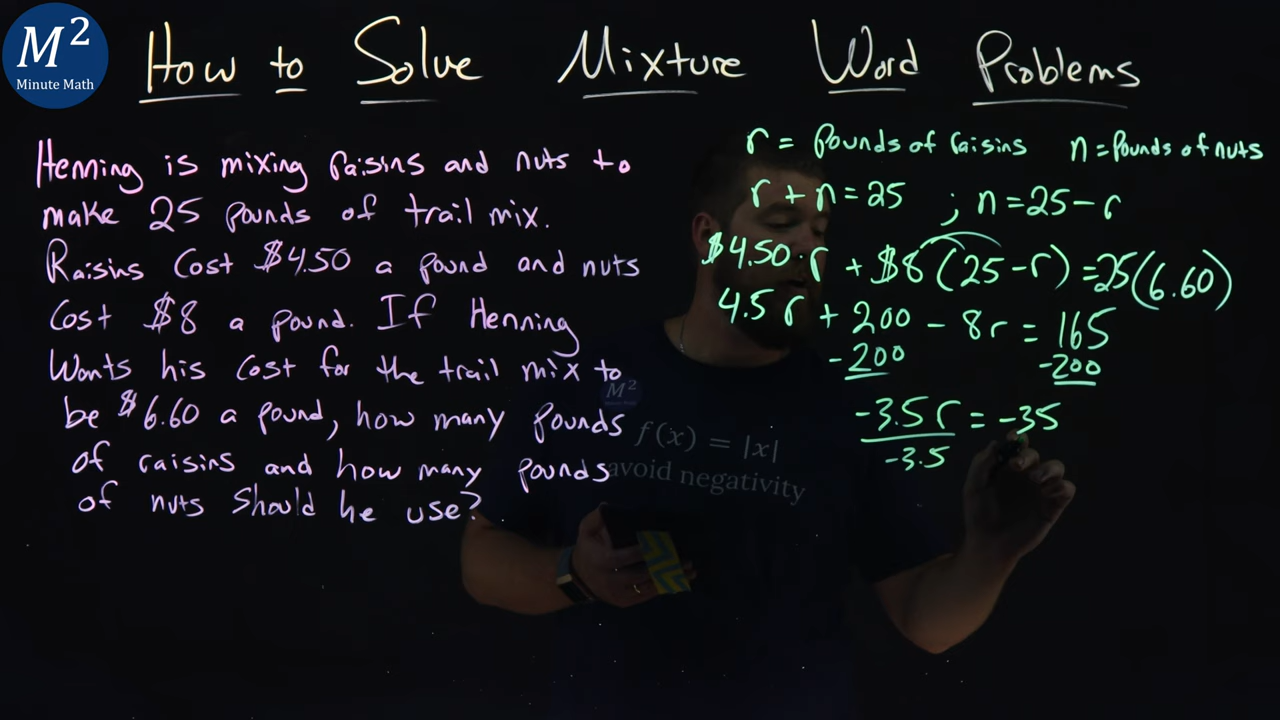 M²
Minute Math
How to Solve Mixture Word Problems
Henning is mixing raisins and nuts to
make 25 pounds of trail mix.
Raisins Cost $4.50 a pound and nuts
Cost $8 a pound. If Henning
Wants his cost for the trail mix to
be $6.60 a pound, how many pounds
of raisins and how many pounds
of nuts should he use?
r = Pounds of raisins n = Pounds of nuts
r + n = 25 ; n = 25 - r
$4.50 · r + $8(25 - r) = 25(6.60)
4.5r + 200 - 8r = 165
-200 -200
-3.5r = -35
-3.5
M²
f(x) = |x|
avoid negativity